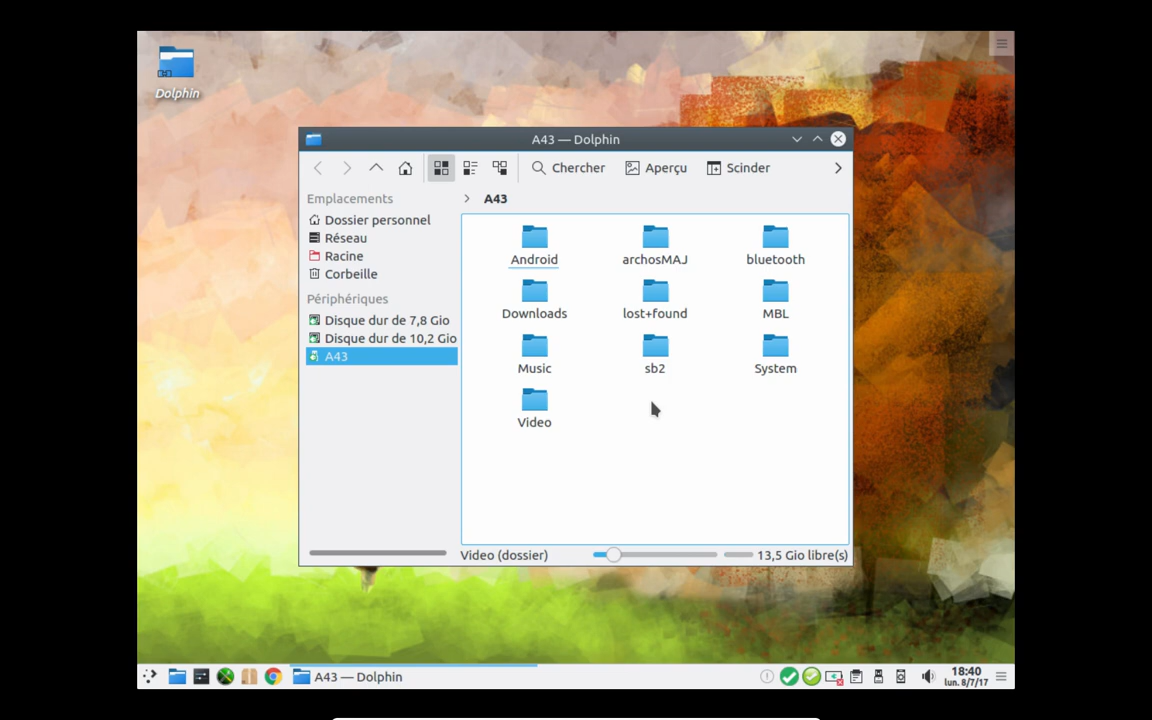 Dolphin
A43 — Dolphin
Chercher Aperçu Scinder
Emplacements
A43
Dossier personnel
Réseau
Racine
Corbeille
Périphériques
Disque dur de 7,8 Gio
Disque dur de 10,2 Gio
A43
Android archosMAJ bluetooth
Downloads lost+found MBL
Music sb2 System
Video
Video (dossier) 13,5 Gio libre(s)
A43 — Dolphin
18:40
lun. 8/7/17